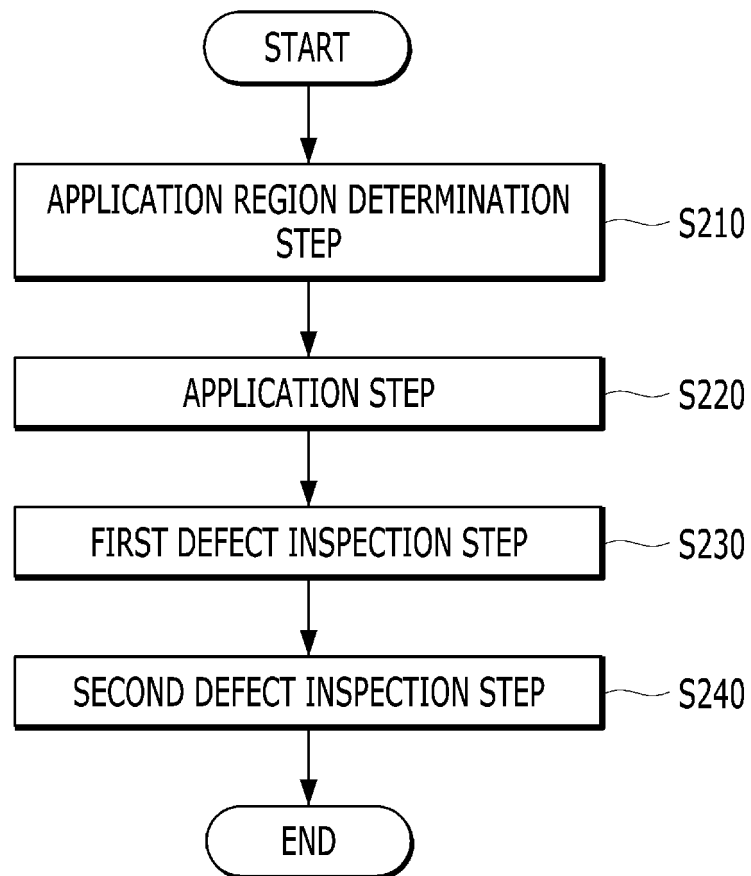 START
APPLICATION REGION DETERMINATION
STEP
S210
APPLICATION STEP
S220
FIRST DEFECT INSPECTION STEP
S230
SECOND DEFECT INSPECTION STEP
S240
END